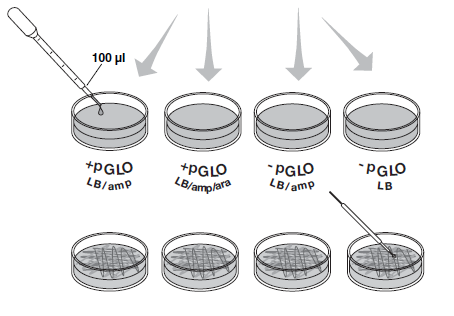 100 µl
+pGLO
LB/amp
+pGLO
LB/amp/ara
-pGLO
LB/amp
-pGLO
LB